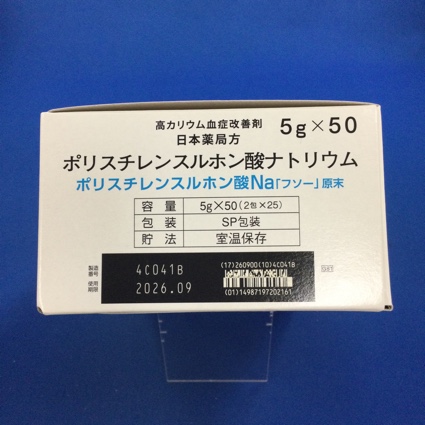 高カリウム血症改善剤
日本薬局方
5g×50
ポリスチレンスルホン酸ナトリウム
ポリスチレンスルホン酸Na「フソー」原末
容 量 5g×50(2包×25)
包 装 SP包装
貯 法 室温保存
製造番号 4C041B
使用期限 2026.09
(17)260900(10)4C041B
(01)14987197202161